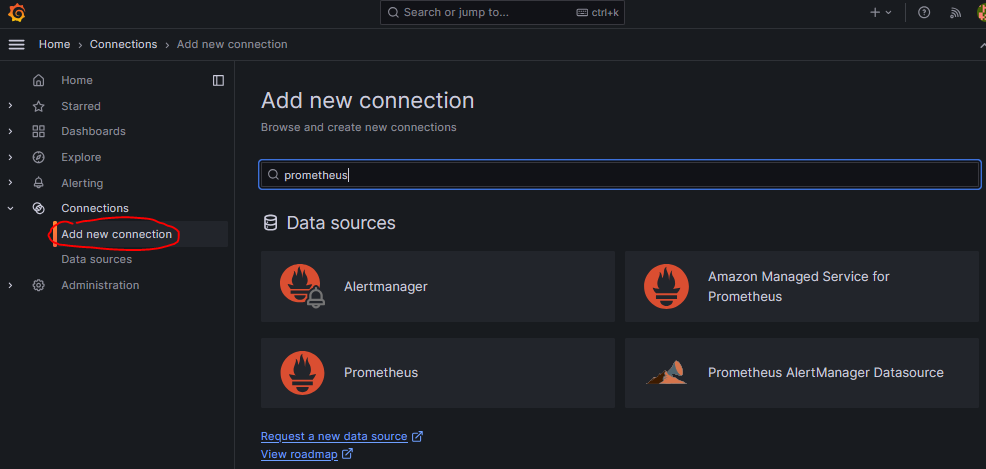 Search or jump to...
ctrl+k
Home › Connections › Add new connection
Home
Starred
Dashboards
Explore
Alerting
Connections
Add new connection
Data sources
Administration
Add new connection
Browse and create new connections
prometheus
Data sources
Alertmanager
Amazon Managed Service for
Prometheus
Prometheus
Prometheus AlertManager Datasource
Request a new data source
View roadmap